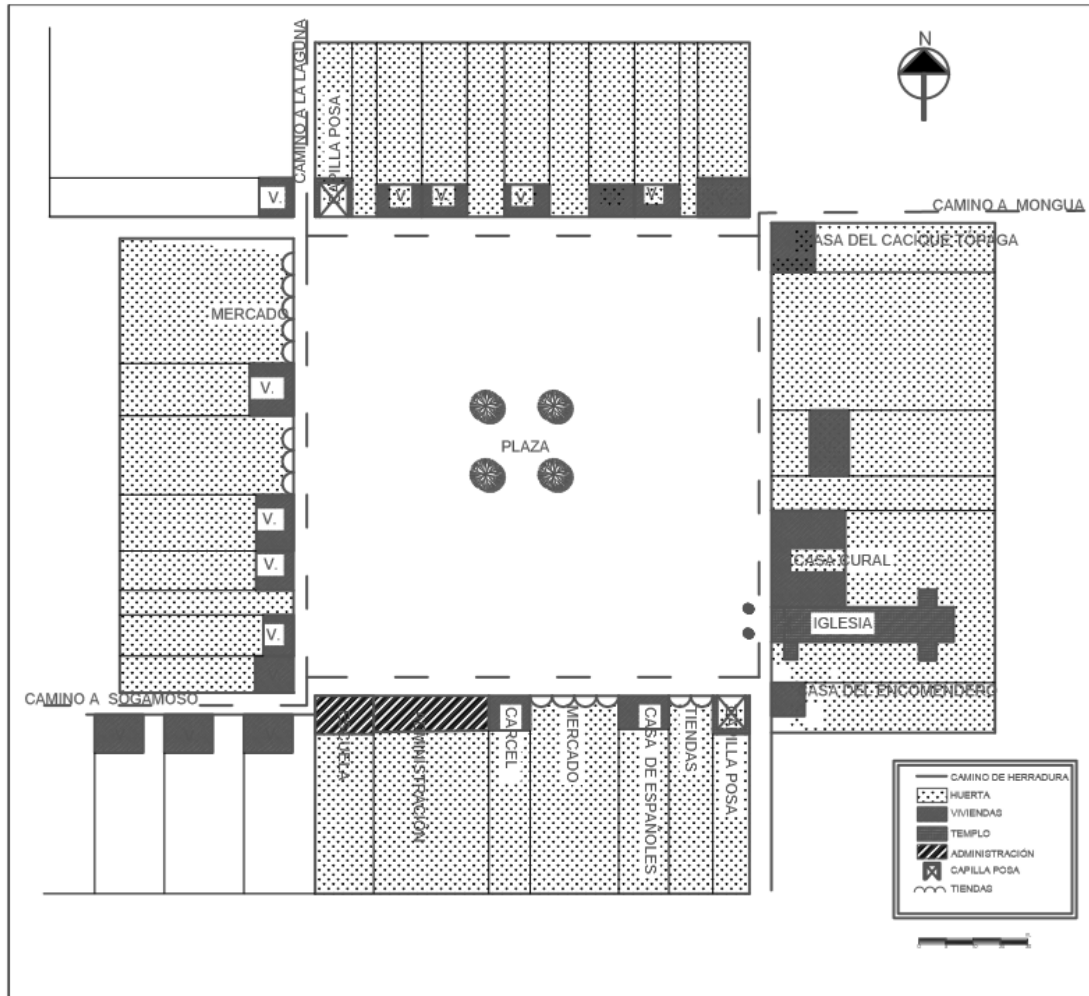 N
CAMINO A LA LAGUNA
CAPILLA POSA
V.
V.
V.
V.
V.
CAMINO A MONGUA
CASA DEL CACIQUE TÓPAGA
MERCADO
V.
PLAZA
V.
V.
CASA CURAL
V.
IGLESIA
CAMINO A SOGAMOSO
CASA DEL ENCOMENDERO
V
V
V
V
ESCUELA
ADMINISTRACIÓN
CARCEL
MERCADO
CASA DE ESPAÑOLES
TIENDAS
CAPILLA POSA
CAMINO DE HERRADURA
HUERTA
VIVIENDAS
TEMPLO
ADMINISTRACIÓN
CAPILLA POSA
TIENDAS